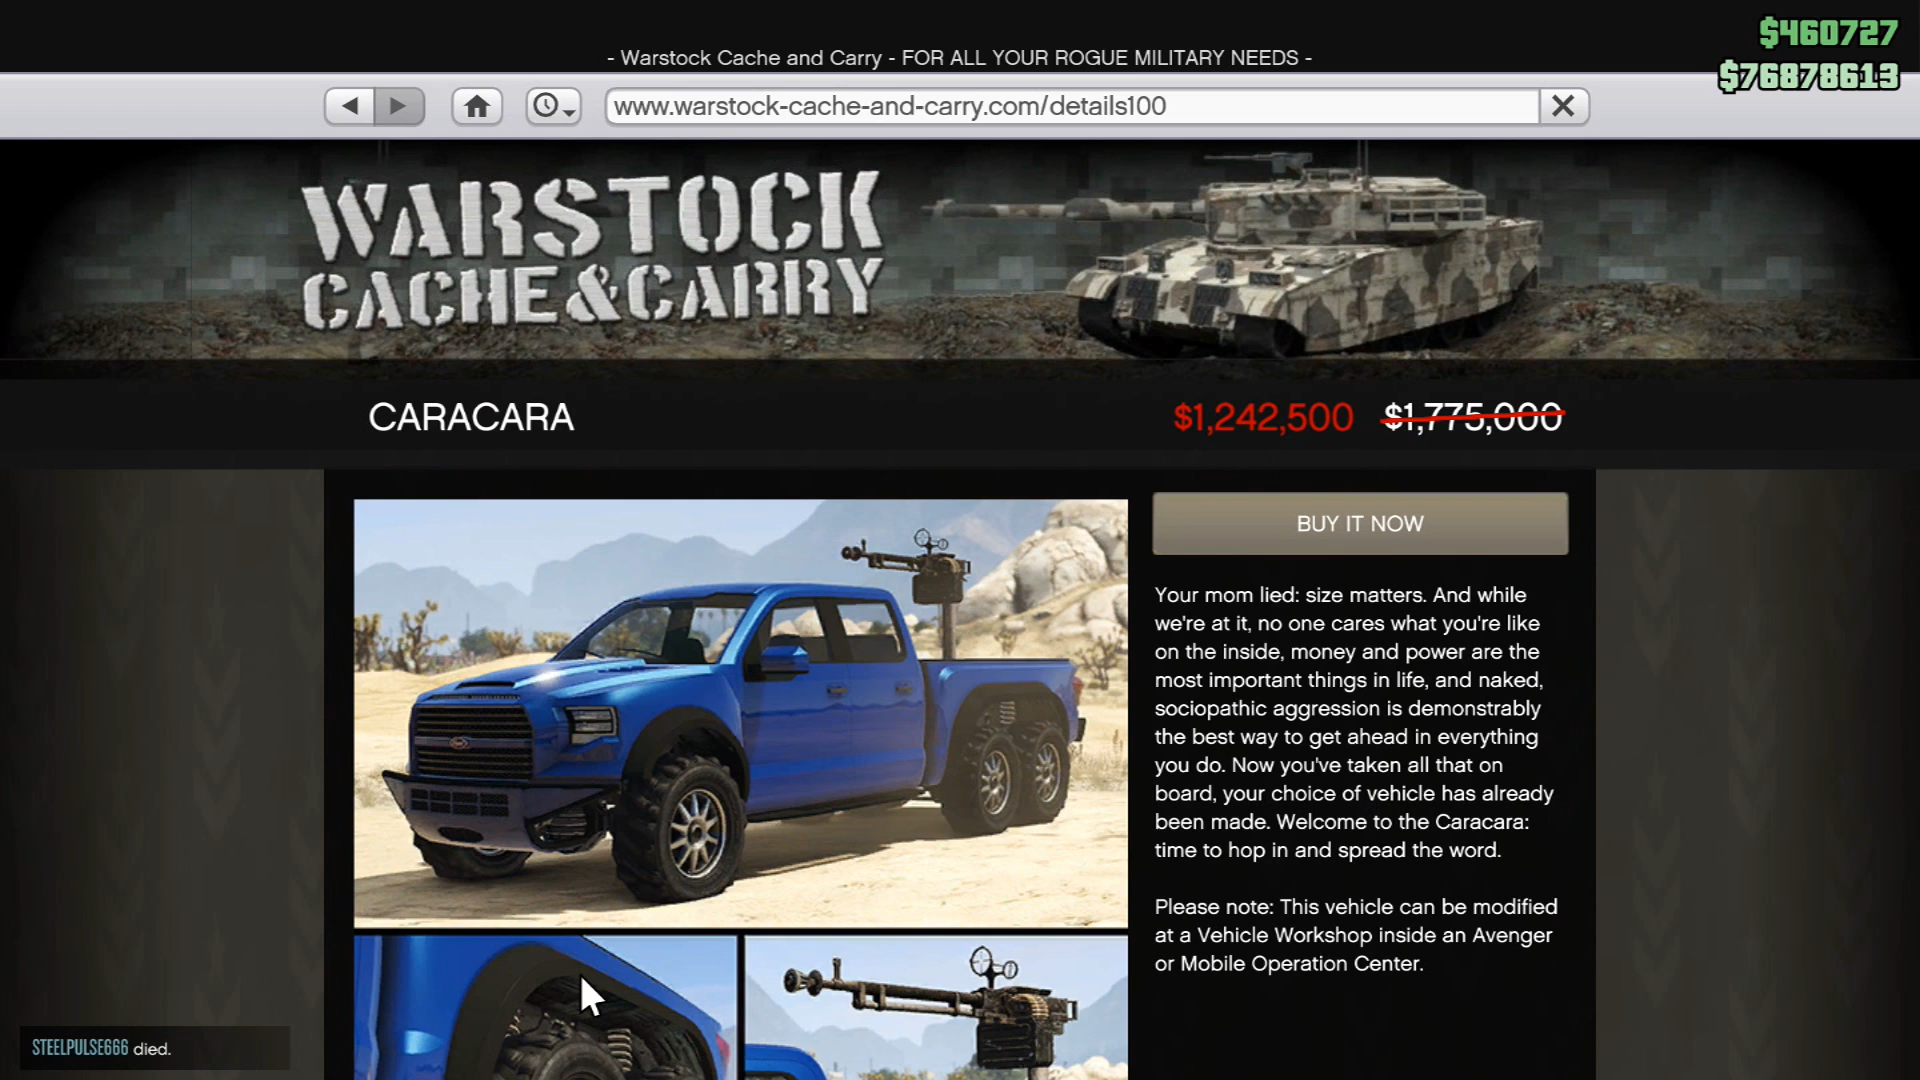 $460727
- Warstock Cache and Carry - FOR ALL YOUR ROGUE MILITARY NEEDS -
$76878613
www.warstock-cache-and-carry.com/details100
WARSTOCK
CACHE&CARRY
CARACARA
$1,242,500 $1,775,000
BUY IT NOW
Your mom lied: size matters. And while
we're at it, no one cares what you're like
on the inside, money and power are the
most important things in life, and naked,
sociopathic aggression is demonstrably
the best way to get ahead in everything
you do. Now you've taken all that on
board, your choice of vehicle has already
been made. Welcome to the Caracara:
time to hop in and spread the word.
Please note: This vehicle can be modified
at a Vehicle Workshop inside an Avenger
or Mobile Operation Center.
STEELPULSE666 died.